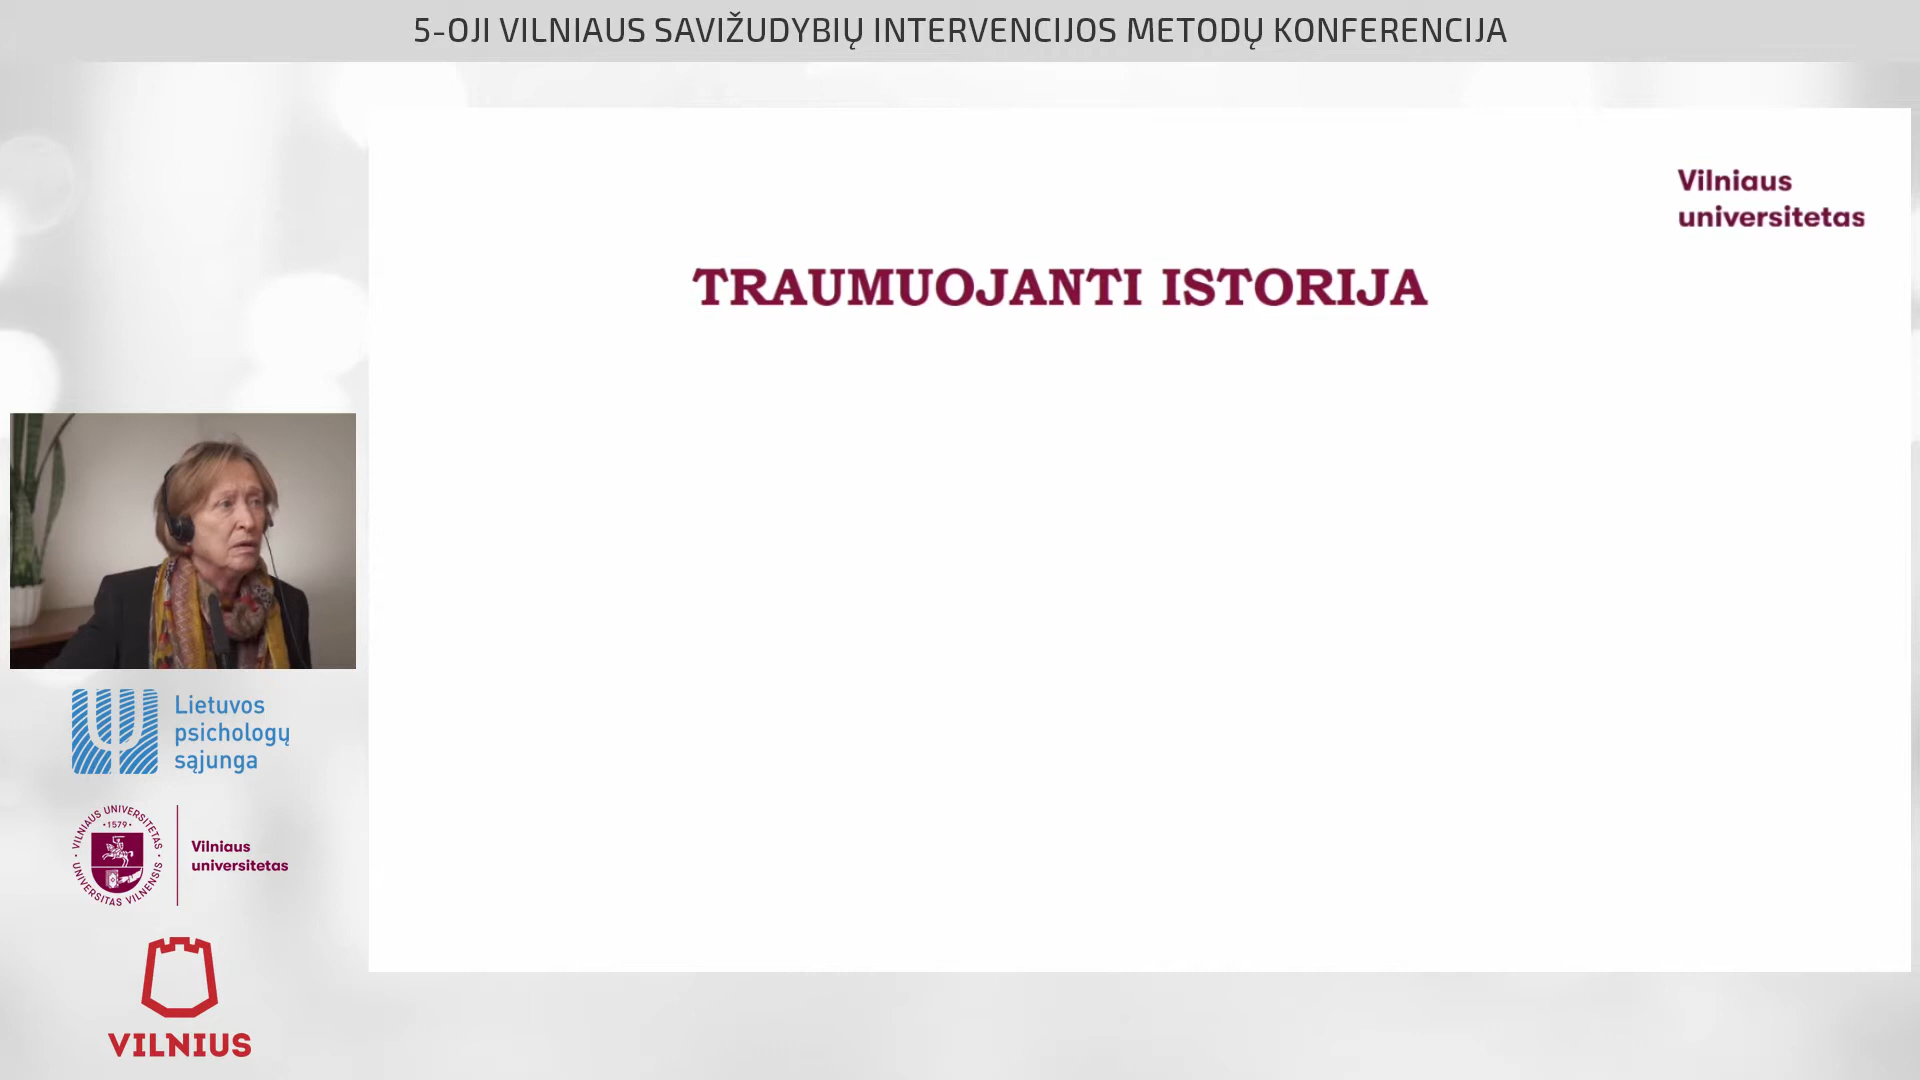 5-OJI VILNIAUS SAVIŽUDYBIŲ INTERVENCIJOS METODŲ KONFERENCIJA
Vilniaus
universitetas
TRAUMUOJANTI ISTORIJA
Lietuvos
psichologų
sąjunga
VILNIAUS UNIVERSITETAS
·1579·
UNIVERSITAS VILNENSIS
Vilniaus
universitetas
VILNIUS